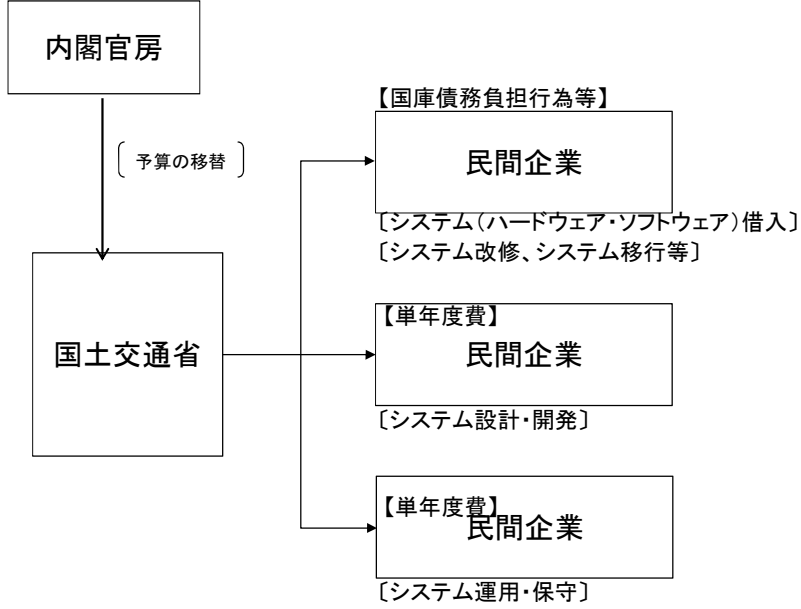 内閣官房
予算の移替
国土交通省
【国庫債務負担行為等】
民間企業
〔システム(ハードウェア・ソフトウェア)借入〕
〔システム改修、システム移行等〕
【単年度費】
民間企業
〔システム設計・開発〕
【単年度費】
民間企業
〔システム運用・保守〕